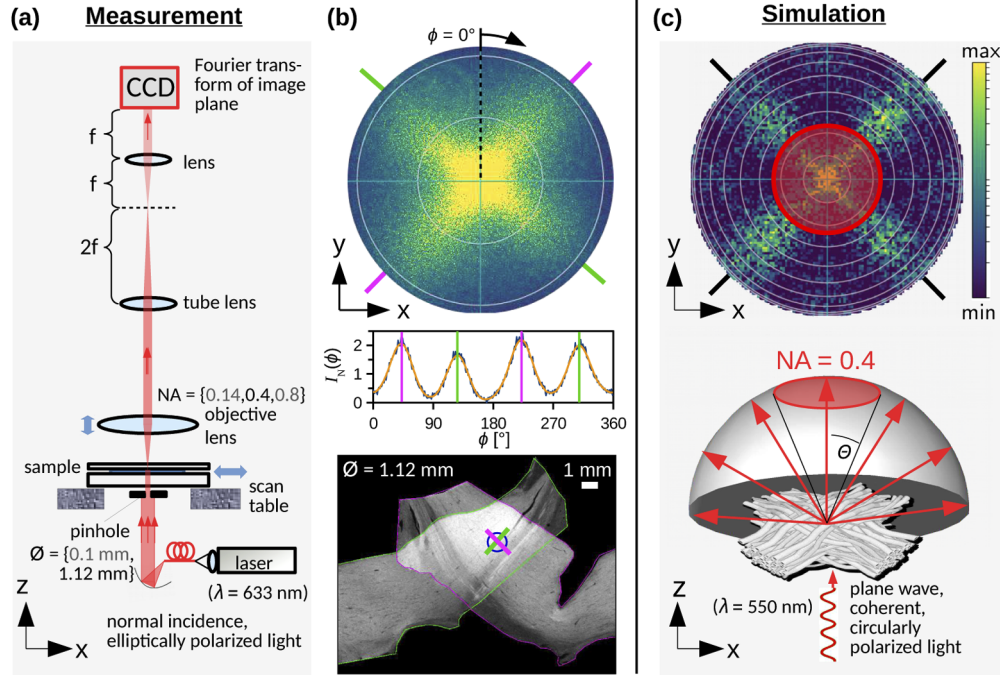 (a) Measurement
CCD
Fourier trans-
form of image
plane
f
lens
f
2f
tube lens
NA = {0.14,0.4,0.8}
objective
lens
sample
scan
table
pinhole
Ø = {0.1 mm,
1.12 mm}
laser
(λ = 633 nm)
z
x
normal incidence,
elliptically polarized light
(b)
ϕ = 0°
y
x
I_N(ϕ)
2
1
0
0 90 180 270 360
ϕ [°]
Ø = 1.12 mm
1 mm
(c) Simulation
max
min
y
x
NA = 0.4
Θ
(λ = 550 nm)
plane wave,
coherent,
circularly
polarized light
z
x